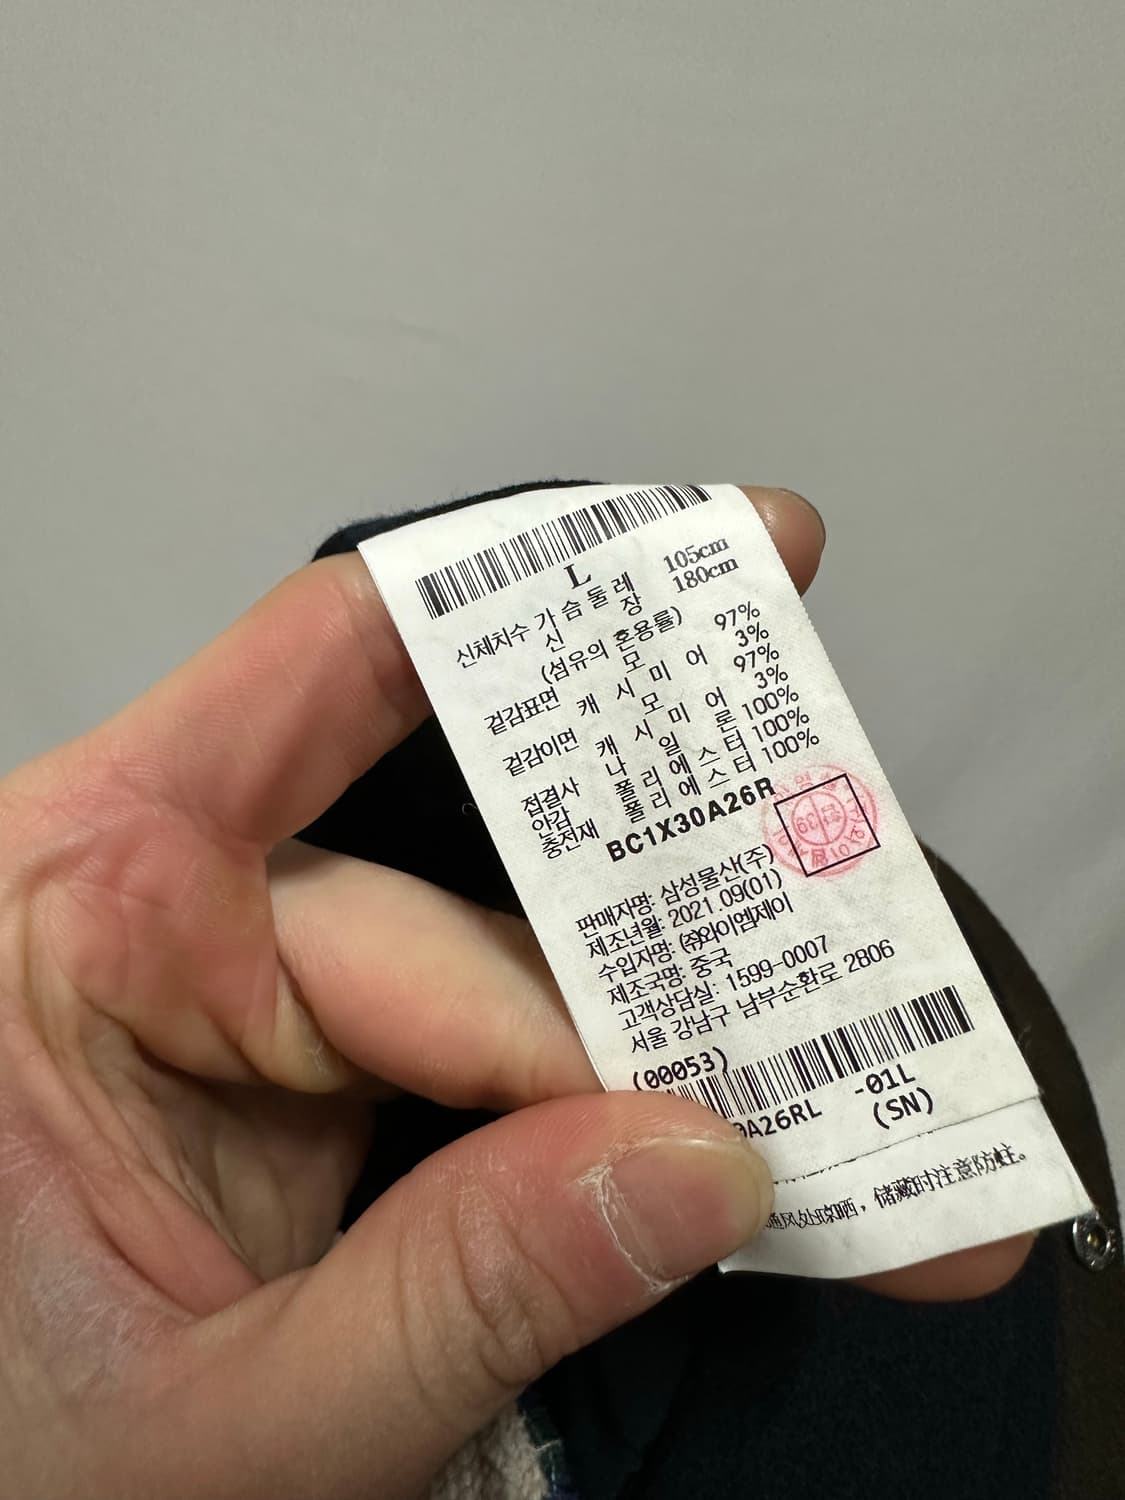 L
신체치수 가슴둘레 105cm
신 장 180cm
(섬유의 혼용률)
겉감표면 모 97%
캐시미어 3%
겉감이면 모 97%
캐시미어 3%
접결사 나일론 100%
안감 폴리에스터 100%
충전재 폴리에스터 100%
BC1X30A26R
판매자명: 삼성물산(주)
제조년월: 2021.09(01)
수입자명: (주)와이엠제이
제조국명: 중국
고객상담실: 1599-0007
서울 강남구 남부순환로 2806
(00053)
A26RL -01L
(SN)
通风处晾晒，储藏时注意防蛀。